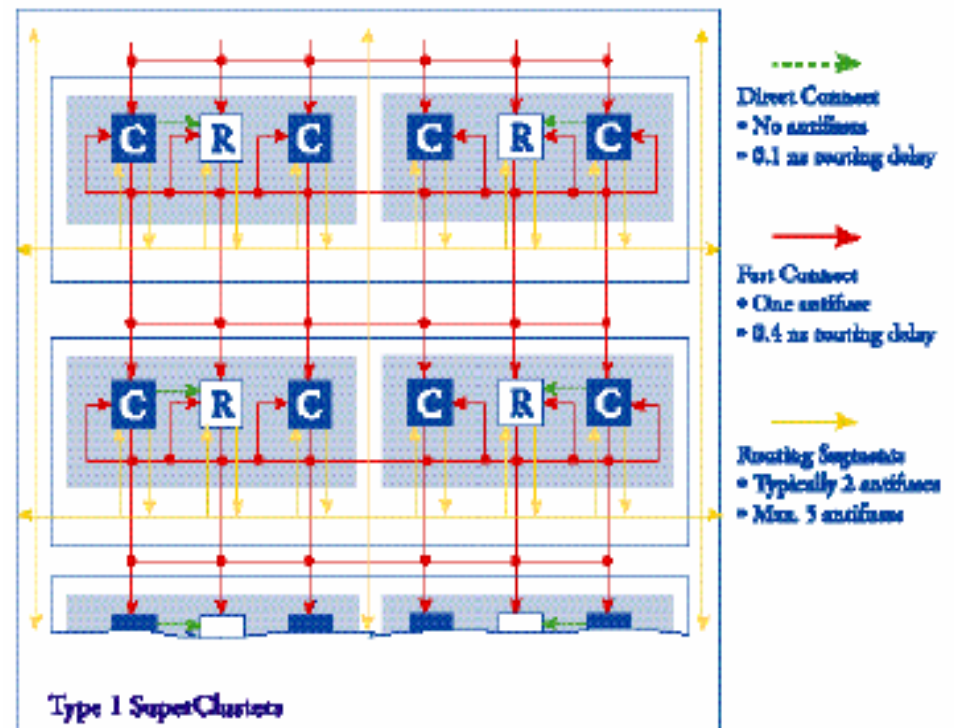 C R C C R C
Direct Connect
• No antifuses
• 0.1 ns routing delay
Fast Connect
• One antifuse
• 0.4 ns routing delay
C R C C R C
Routing Segments
• Typically 2 antifuses
• Max. 5 antifuses
Type 1 SuperClusters